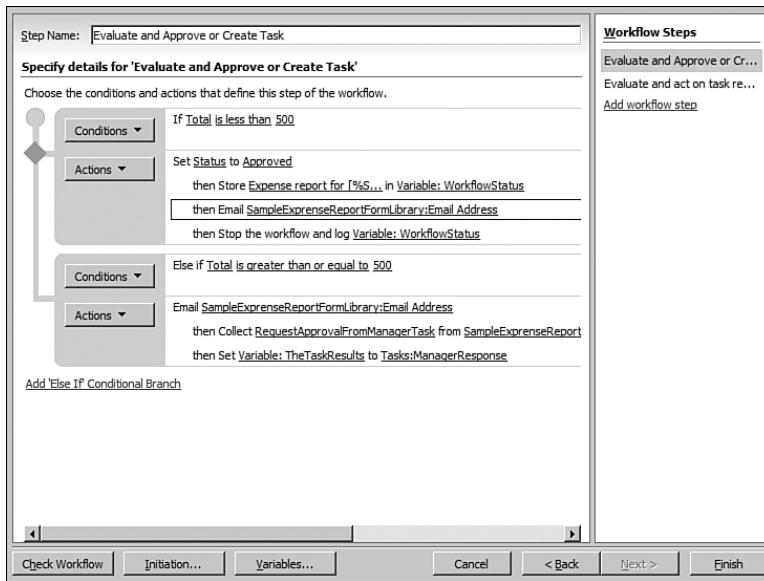 Step Name: Evaluate and Approve or Create Task
Specify details for 'Evaluate and Approve or Create Task'
Choose the conditions and actions that define this step of the workflow.
Conditions
If Total is less than 500
Actions
Set Status to Approved
then Store Expense report for [%S... in Variable: WorkflowStatus
then Email SampleExprenseReportFormLibrary:Email Address
then Stop the workflow and log Variable: WorkflowStatus
Conditions
Else if Total is greater than or equal to 500
Actions
Email SampleExprenseReportFormLibrary:Email Address
then Collect RequestApprovalFromManagerTask from SampleExprenseReport
then Set Variable: TheTaskResults to Tasks:ManagerResponse
Add 'Else If' Conditional Branch
Workflow Steps
Evaluate and Approve or Cr...
Evaluate and act on task re...
Add workflow step
Check Workflow
Initiation...
Variables...
Cancel
< Back
Next >
Finish